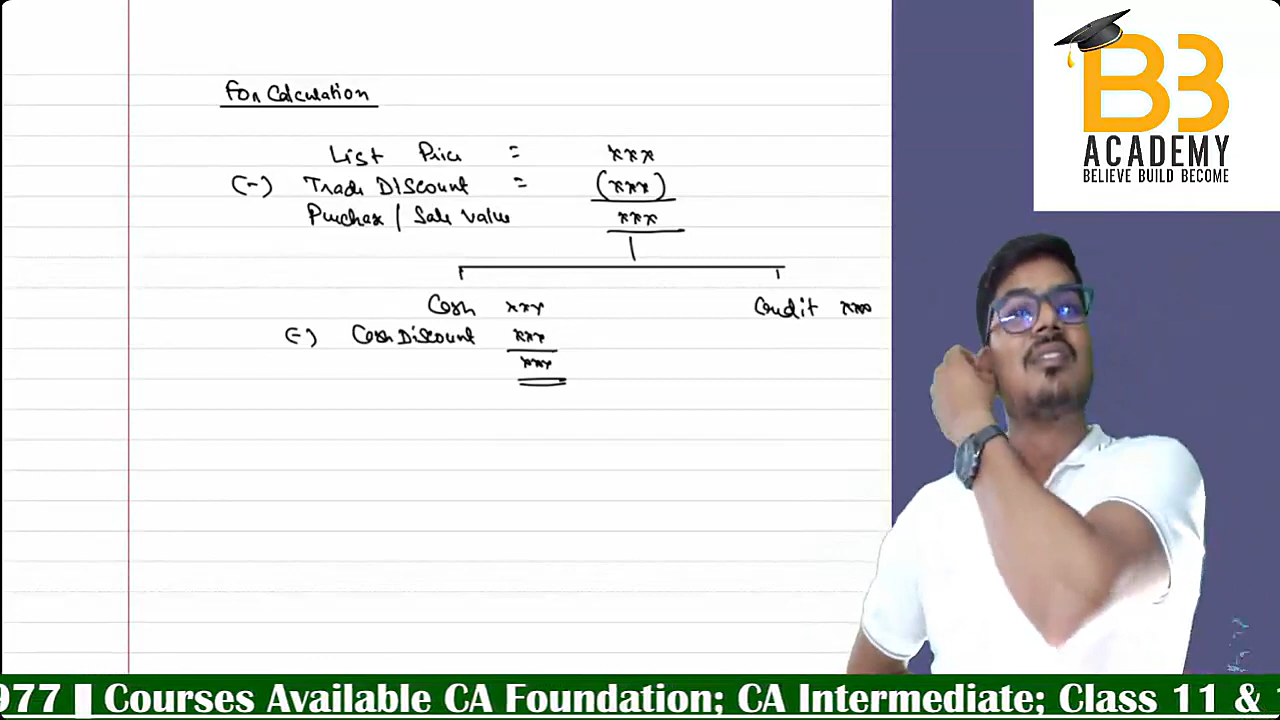 For Calculation
List Price = xxx
(-) Trade Discount = (xxx)
Purchase / Sale value xxx
Cash xxx
Credit xxx
(-) Cash Discount xxx
xxx
B3
ACADEMY
BELIEVE BUILD BECOME
977 ▌Courses Available CA Foundation; CA Intermediate; Class 11 &